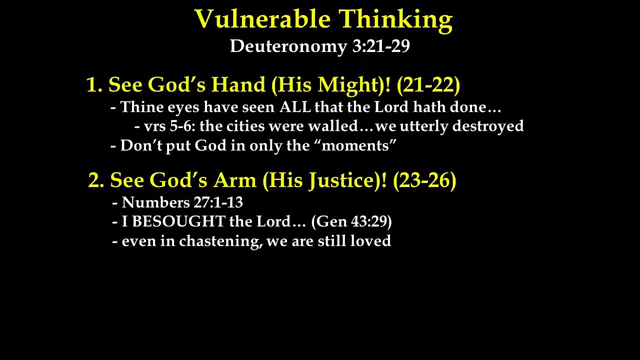 Vulnerable Thinking
Deuteronomy 3:21-29
1. See God’s Hand (His Might)! (21-22)
- Thine eyes have seen ALL that the Lord hath done…
- vrs 5-6: the cities were walled…we utterly destroyed
- Don’t put God in only the “moments”
2. See God’s Arm (His Justice)! (23-26)
- Numbers 27:1-13
- I BESOUGHT the Lord… (Gen 43:29)
- even in chastening, we are still loved